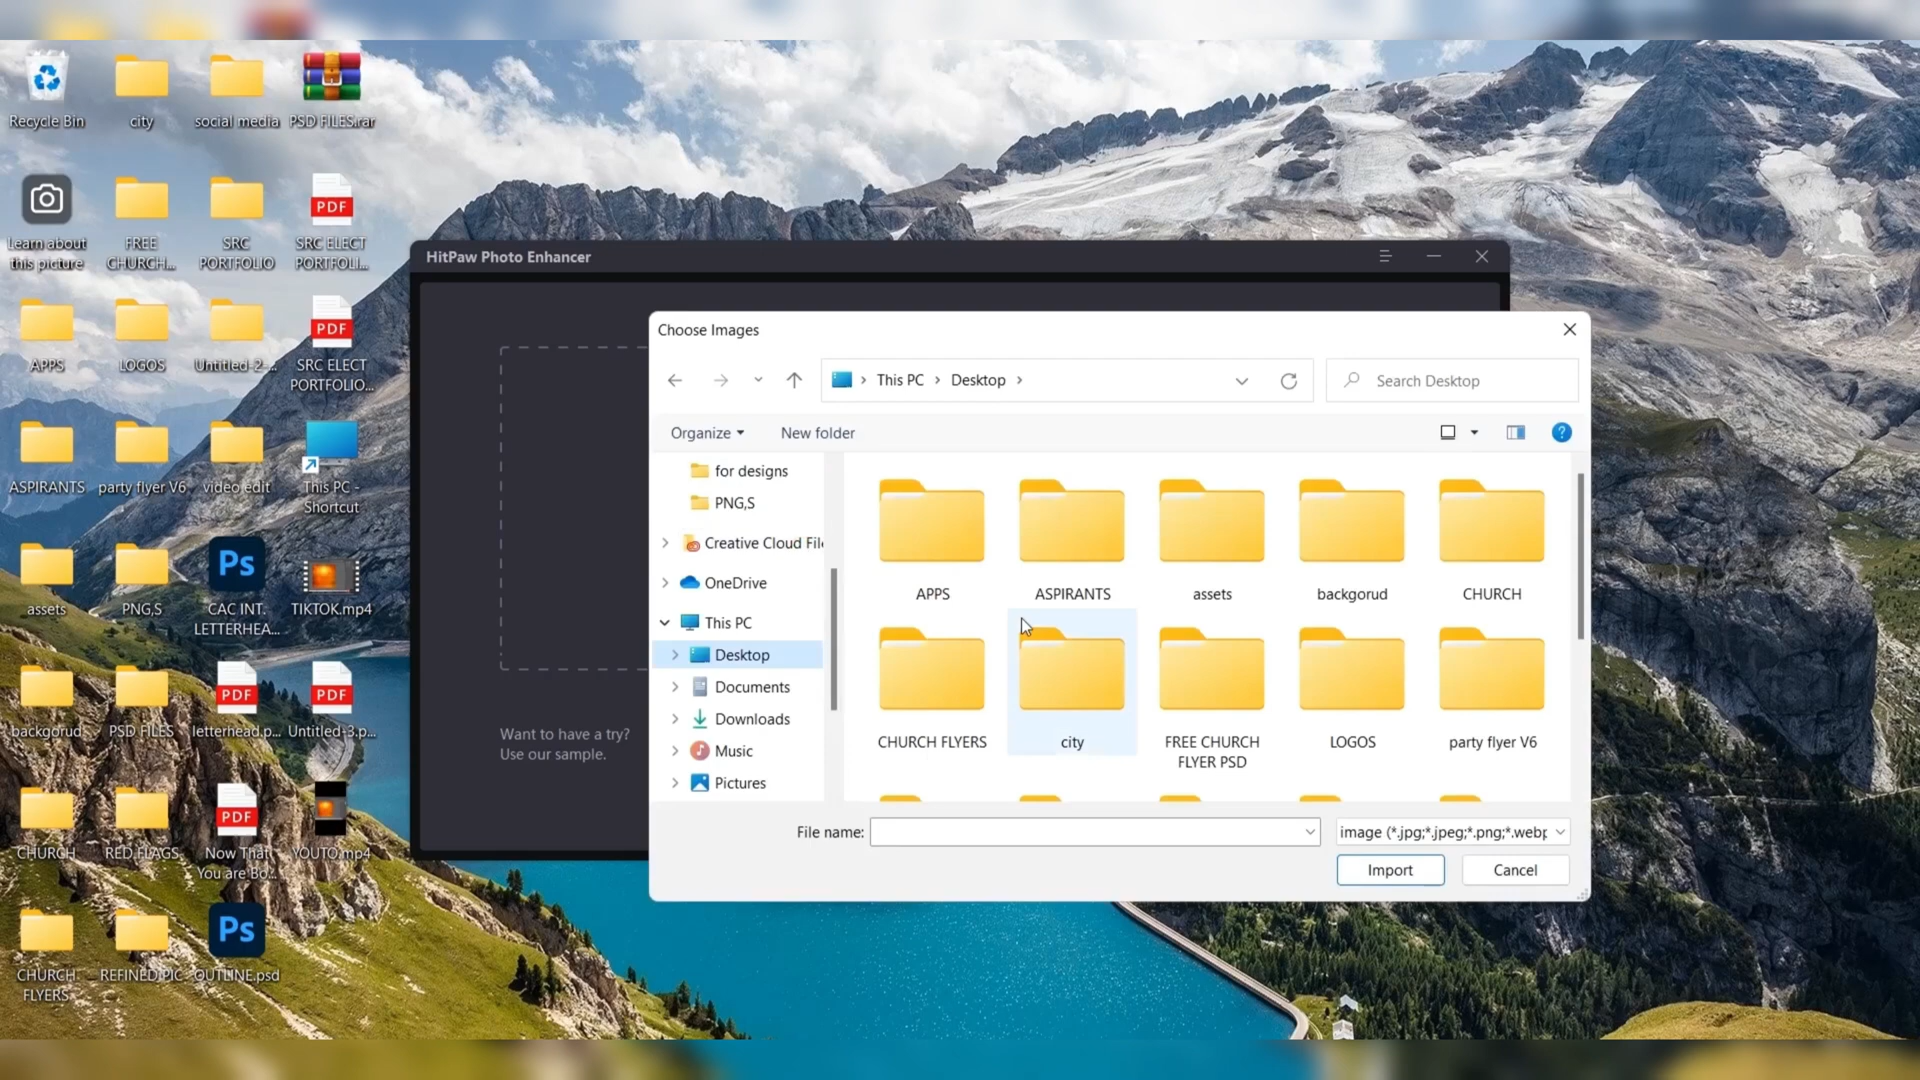 Recycle Bin
city
social media
PSD FILES.rar
Learn about
this picture
FREE
CHURCH...
SRC
PORTFOLIO
SRC ELECT
PORTFOLI...
APPS
LOGOS
Untitled-2-...
SRC ELECT
PORTFOLIO...
ASPIRANTS
party flyer V6
video edit
This PC -
Shortcut
assets
PNG,S
CAC INT.
LETTERHEA...
TIKTOK.mp4
backgorud
PSD FILES
letterhead.p...
Untitled-3.p...
CHURCH
RED FLAGS
Now That
You are Bo...
YOUTO.mp4
CHURCH
FLYERS
REFINED PIC
OUTLINE.psd
Ps
Ps
PDF
PDF
PDF
PDF
PDF
HitPaw Photo Enhancer
Want to have a try?
Use our sample.
Choose Images
This PC
Desktop
Search Desktop
Organize
New folder
?
for designs
PNG,S
Creative Cloud File
OneDrive
This PC
Desktop
Documents
Downloads
Music
Pictures
APPS
ASPIRANTS
assets
backgorud
CHURCH
CHURCH FLYERS
city
FREE CHURCH
FLYER PSD
LOGOS
party flyer V6
File name:
image (*.jpg;*.jpeg;*.png;*.webp
Import
Cancel